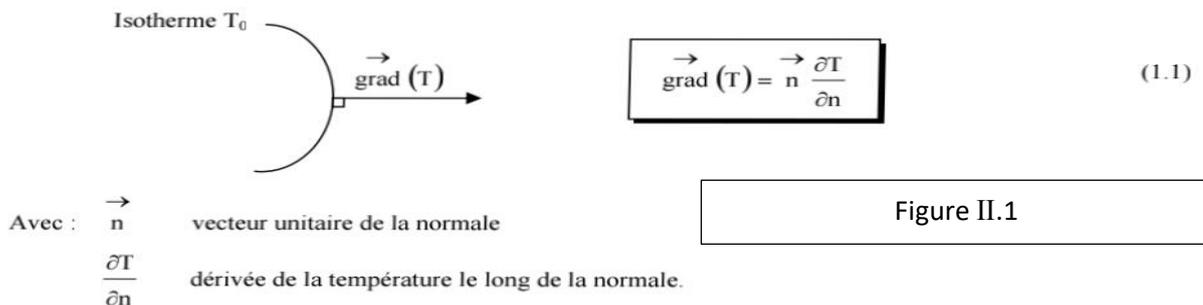 Isotherme T₀
→
grad (T)
→ →
grad (T) = n ∂T/∂n
(1.1)
Figure II.1
Avec : →
n vecteur unitaire de la normale
∂T/∂n dérivée de la température le long de la normale.